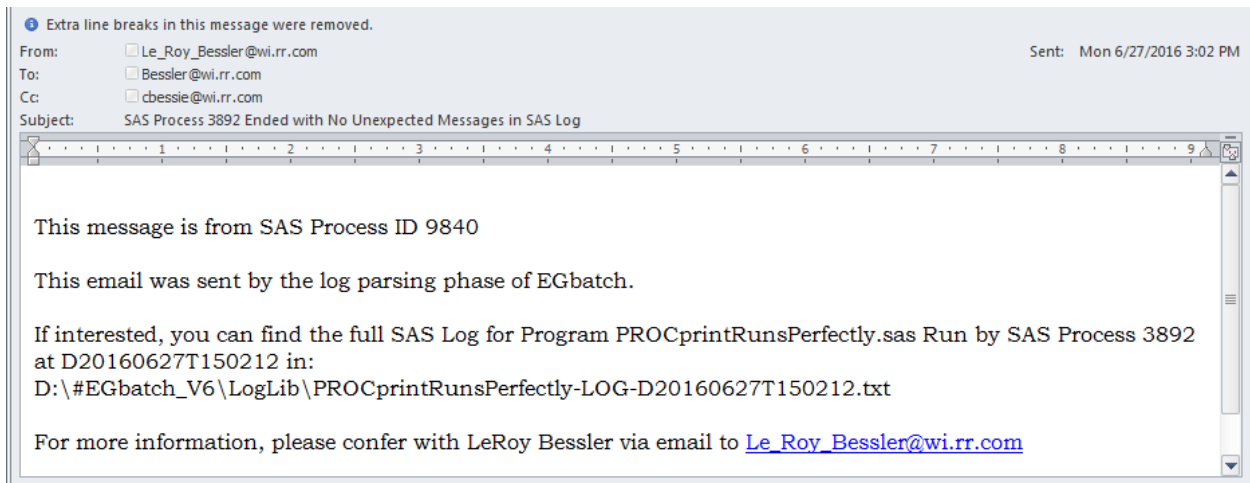 Extra line breaks in this message were removed.
From: Le_Roy_Bessler@wi.rr.com Sent: Mon 6/27/2016 3:02 PM
To: Bessler@wi.rr.com
Cc: cbessie@wi.rr.com
Subject: SAS Process 3892 Ended with No Unexpected Messages in SAS Log
1 2 3 4 5 6 7 8 9
This message is from SAS Process ID 9840
This email was sent by the log parsing phase of EGbatch.
If interested, you can find the full SAS Log for Program PROCprintRunsPerfectly.sas Run by SAS Process 3892
at D20160627T150212 in:
D:\#EGbatch_V6\LogLib\PROCprintRunsPerfectly-LOG-D20160627T150212.txt
For more information, please confer with LeRoy Bessler via email to Le_Roy_Bessler@wi.rr.com